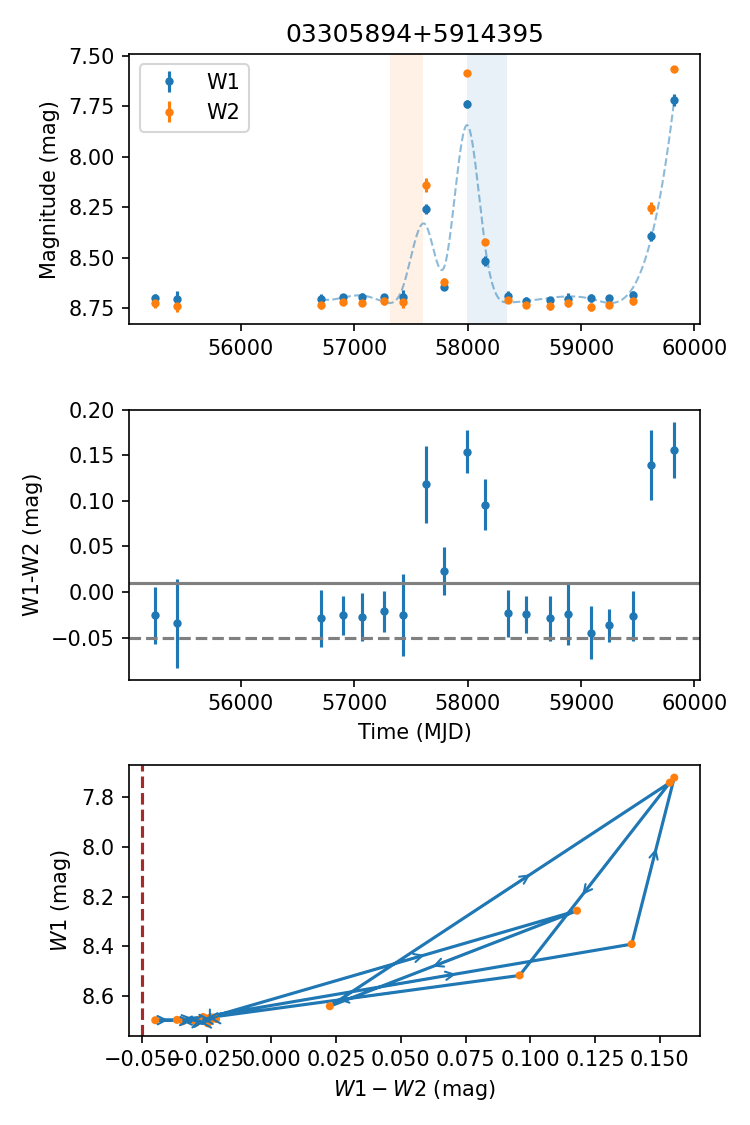 03305894+5914395
W1
W2
7.50
7.75
8.00
8.25
8.50
8.75
Magnitude (mag)
56000 57000 58000 59000 60000
0.20
0.15
0.10
0.05
0.00
−0.05
W1-W2 (mag)
56000 57000 58000 59000 60000
Time (MJD)
7.8
8.0
8.2
8.4
8.6
W1 (mag)
−0.050 −0.025 0.000 0.025 0.050 0.075 0.100 0.125 0.150
W1 − W2 (mag)